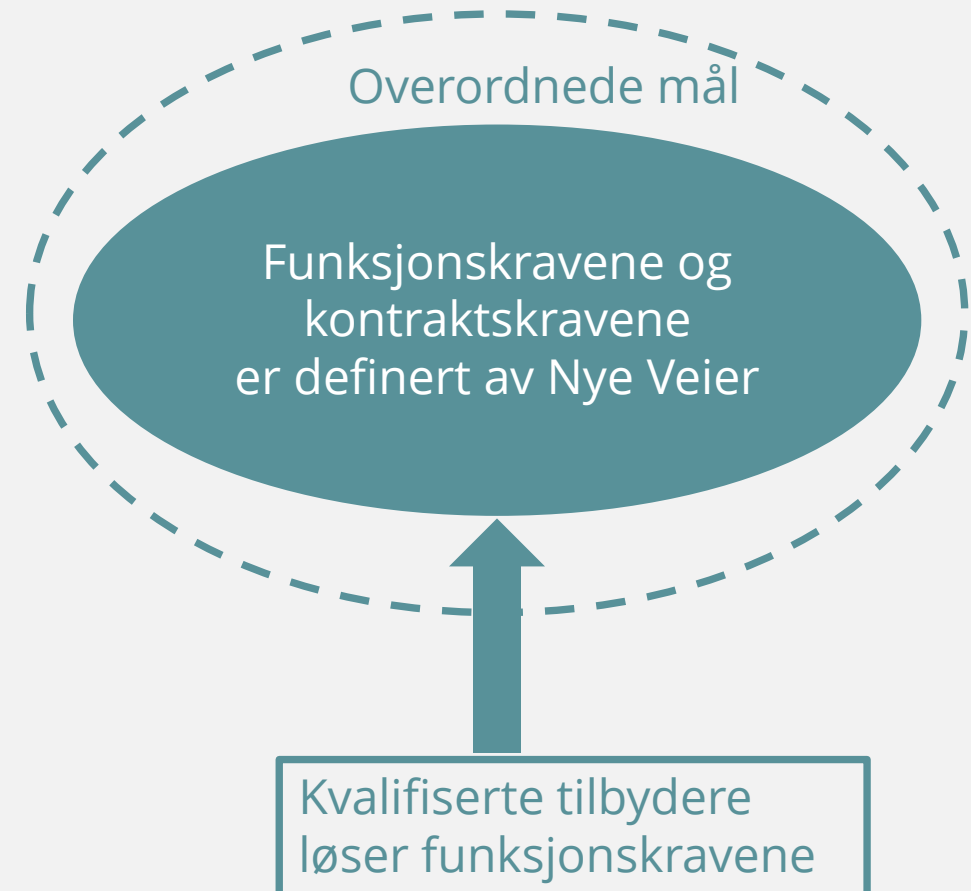 Overordnede mål
Funksjonskravene og
kontraktskravene
er definert av Nye Veier
Kvalifiserte tilbydere
løser funksjonskravene